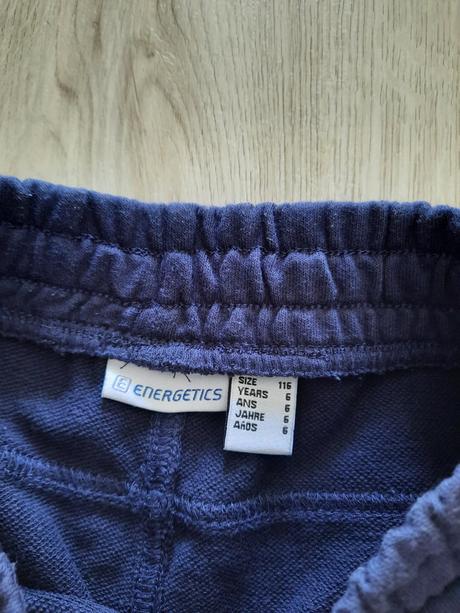 ENERGETICS
SIZE 116
YEARS 6
ANS 6
JAHRE 6
AÑOS 6